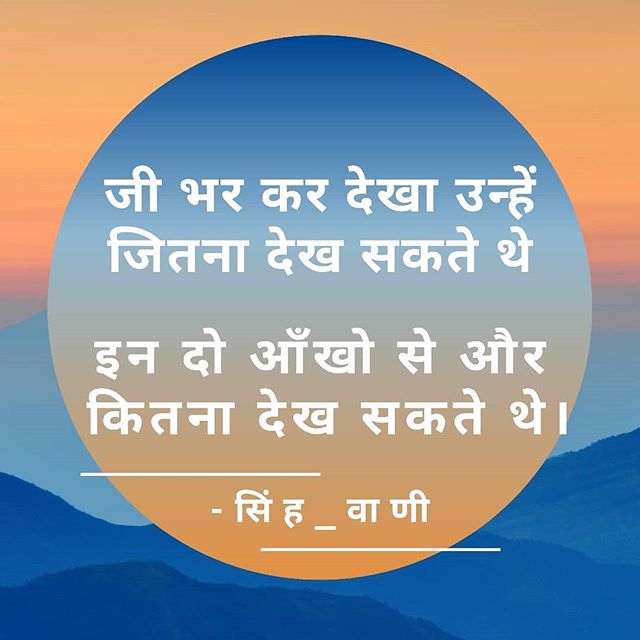 जी भर कर देखा उन्हें
जितना देख सकते थे
इन दो आँखो से और
कितना देख सकते थे।
- सिं ह _ वा णी